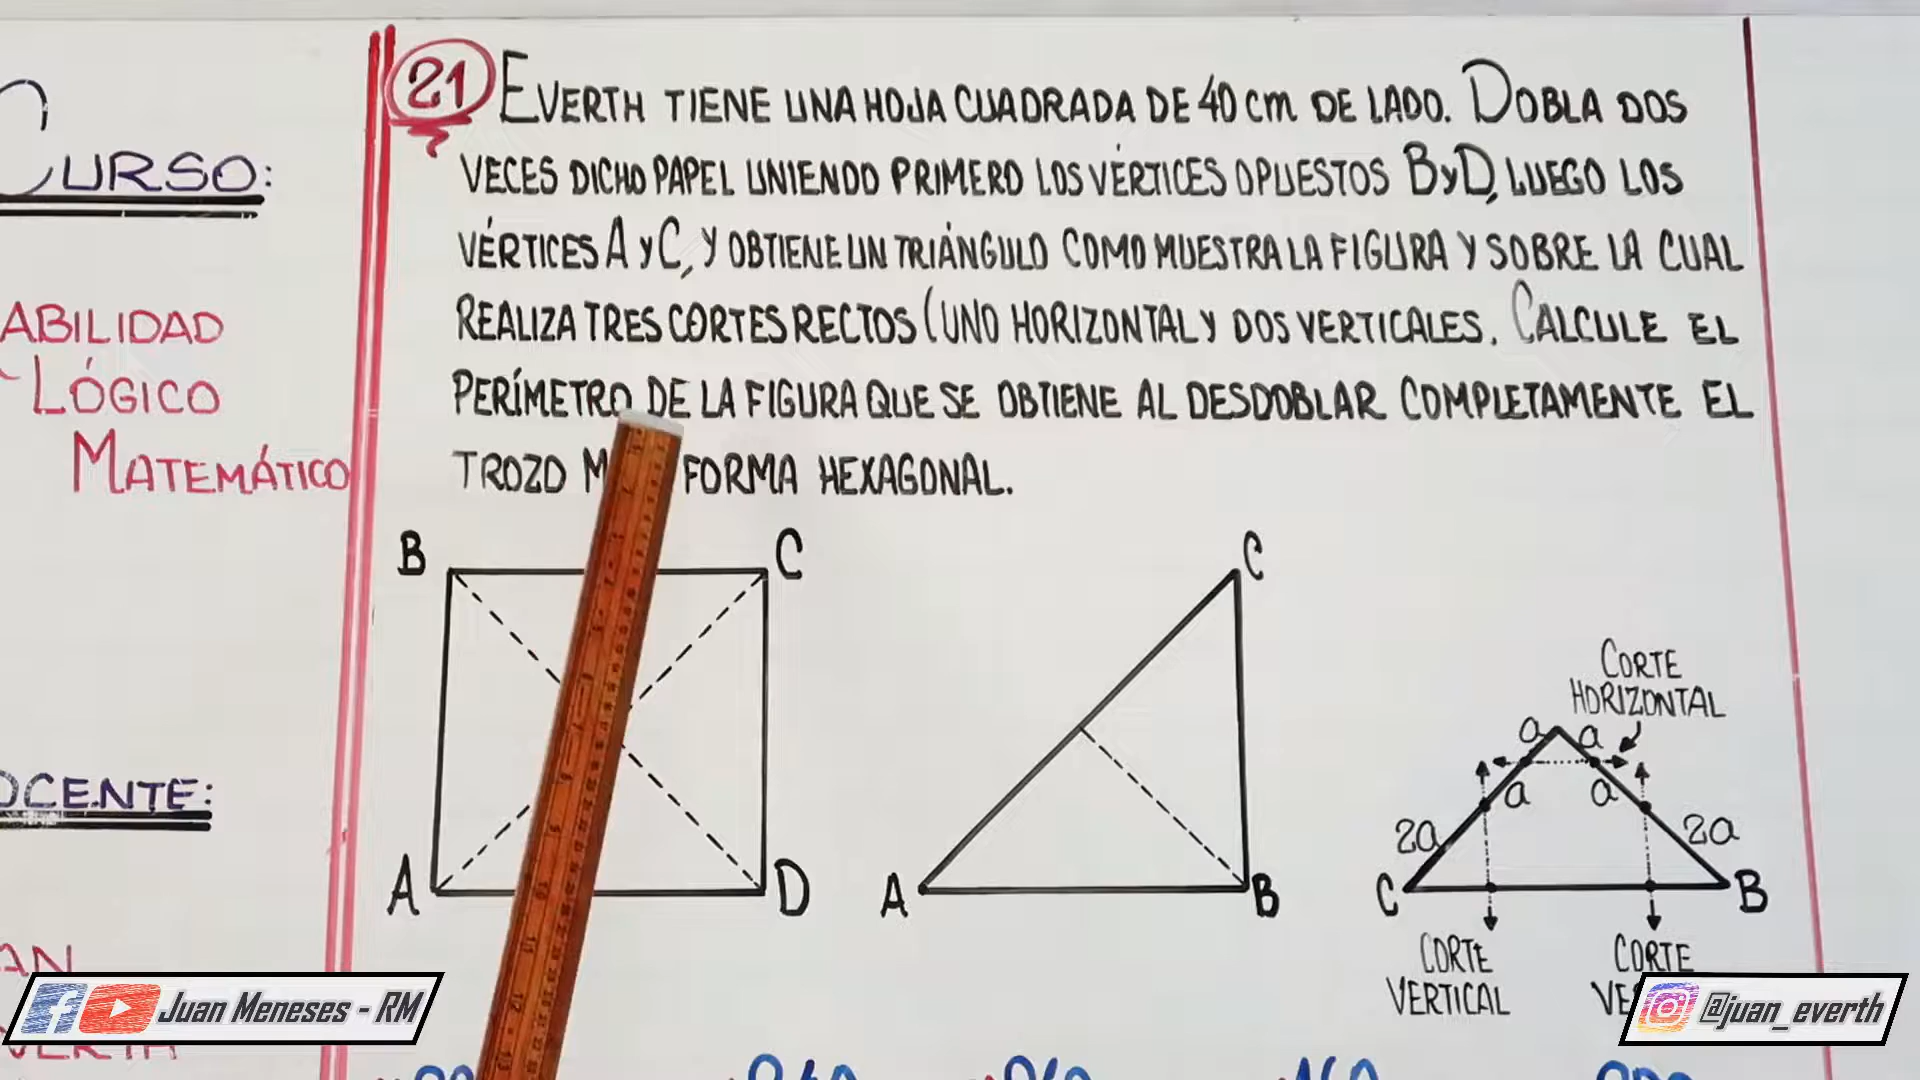 CURSO:
ABILIDAD
LÓGICO
MATEMÁTICO
OCENTE:
AN
21 EVERTH TIENE UNA HOJA CUADRADA DE 40 cm DE LADO. DOBLA DOS
VECES DICHO PAPEL UNIENDO PRIMERO LOS VÉRTICES OPUESTOS B y D, LUEGO LOS
VÉRTICES A y C, Y OBTIENE UN TRIÁNGULO COMO MUESTRA LA FIGURA Y SOBRE LA CUAL
REALIZA TRES CORTES RECTOS (UNO HORIZONTAL y DOS VERTICALES. CALCULE EL
PERÍMETRO DE LA FIGURA QUE SE OBTIENE AL DESDOBLAR COMPLETAMENTE EL
TROZO FORMA HEXAGONAL.
B C
A D
C
A B
CORTE
HORIZONTAL
a a
a a
2a 2a
C B
CORTE CORTE
VERTICAL
Juan Meneses - RM
@juan_everth